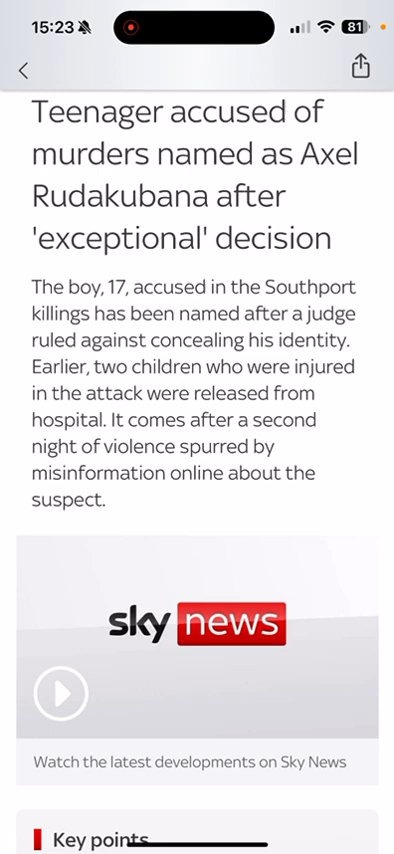 15:23
81
Teenager accused of
murders named as Axel
Rudakubana after
'exceptional' decision
The boy, 17, accused in the Southport
killings has been named after a judge
ruled against concealing his identity.
Earlier, two children who were injured
in the attack were released from
hospital. It comes after a second
night of violence spurred by
misinformation online about the
suspect.
sky news
Watch the latest developments on Sky News
Key points